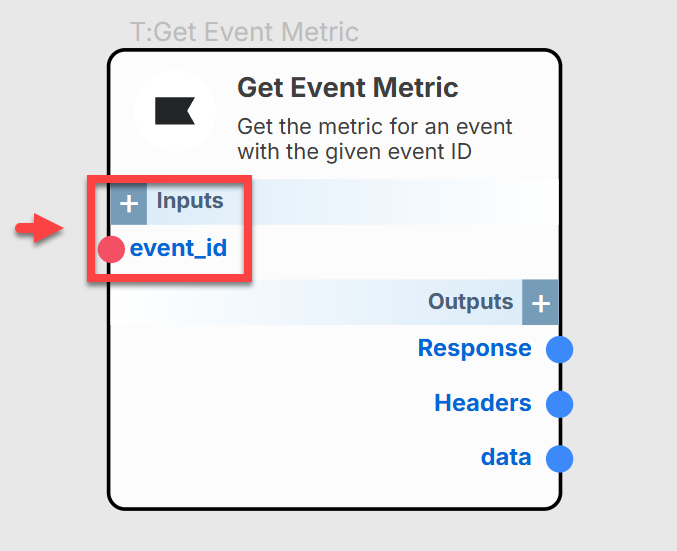 T:Get Event Metric
Get Event Metric
Get the metric for an event
with the given event ID
+ Inputs
event_id
Outputs +
Response
Headers
data